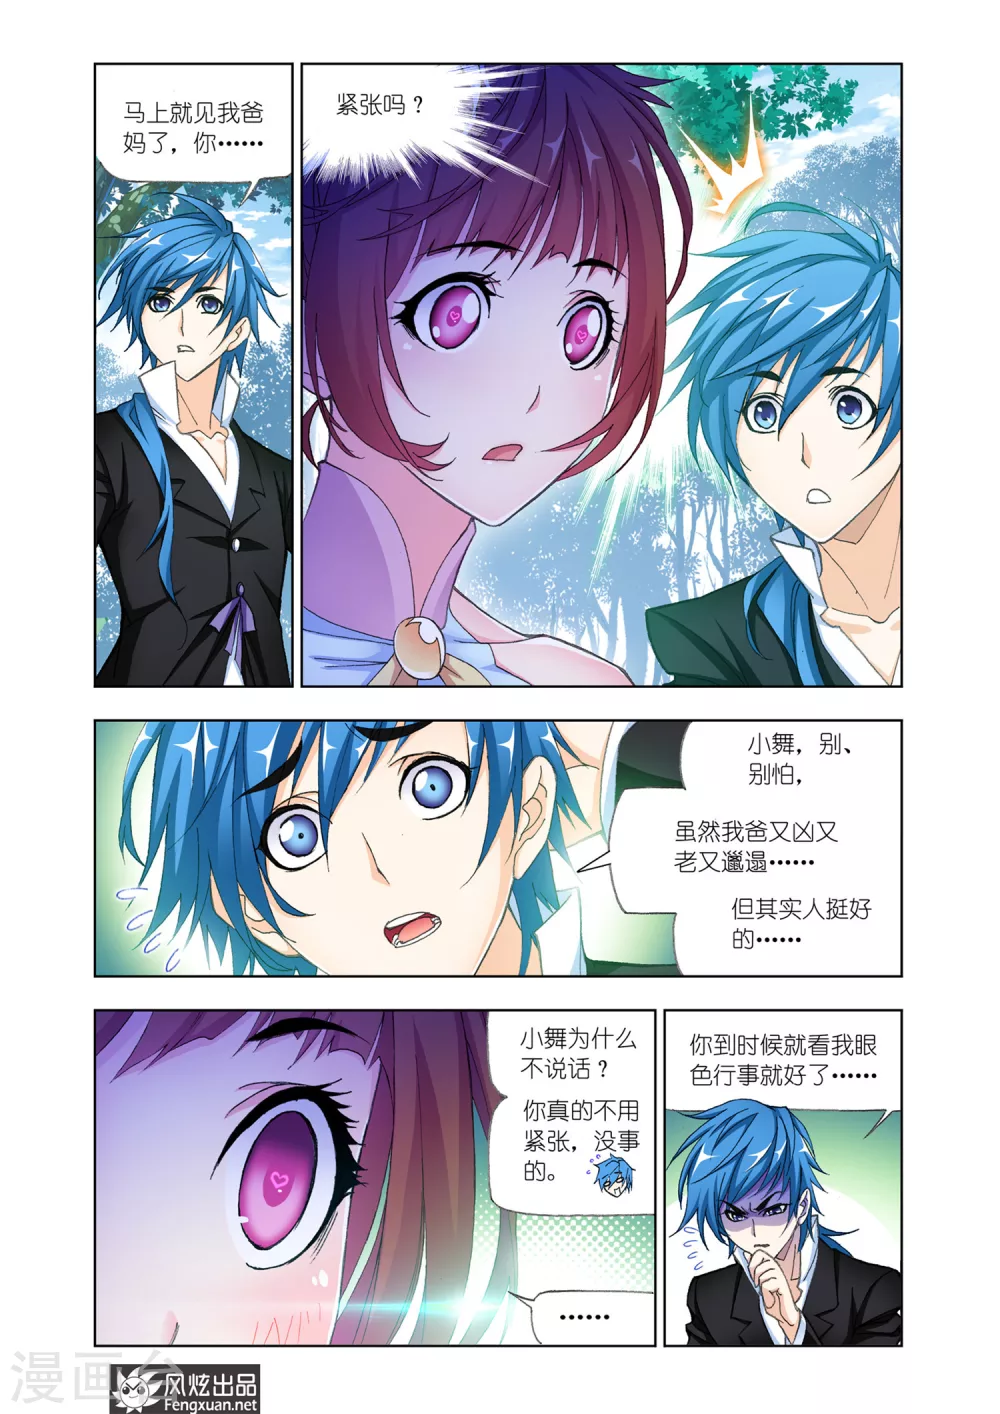 马上就见我爸
妈了，你……
紧张吗？
小舞，别、
别怕，
虽然我爸又凶又
老又邋遢……
但其实人挺好
的……
小舞为什么
不说话？
你真的不用
紧张，没事
的。
……
你到时候就看我眼
色行事就好了……
漫画台
风炫出品
Fengxuan.net